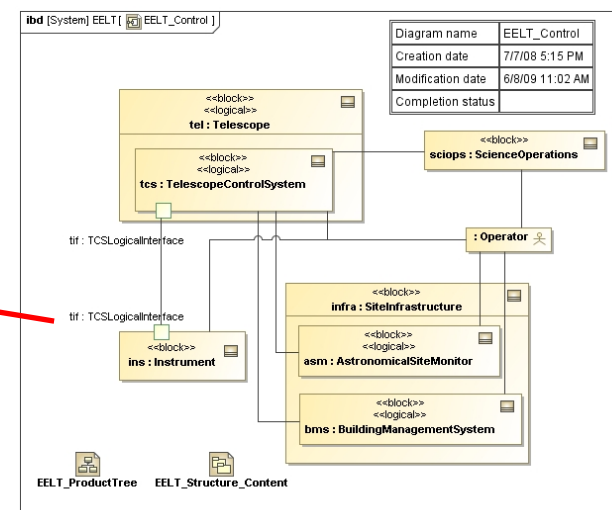 ibd [System] EELT [ EELT_Control ]
Diagram name EELT_Control
Creation date 7/7/08 5:15 PM
Modification date 6/8/09 11:02 AM
Completion status
<<block>>
<<logical>>
tel : Telescope
<<block>>
<<logical>>
tcs : TelescopeControlSystem
<<block>>
sciops : ScienceOperations
tif : TCSLogicalInterface
: Operator
tif : TCSLogicalInterface
<<block>>
ins : Instrument
<<block>>
infra : SiteInfrastructure
<<block>>
<<logical>>
asm : AstronomicalSiteMonitor
<<block>>
<<logical>>
bms : BuildingManagementSystem
EELT_ProductTree
EELT_Structure_Content